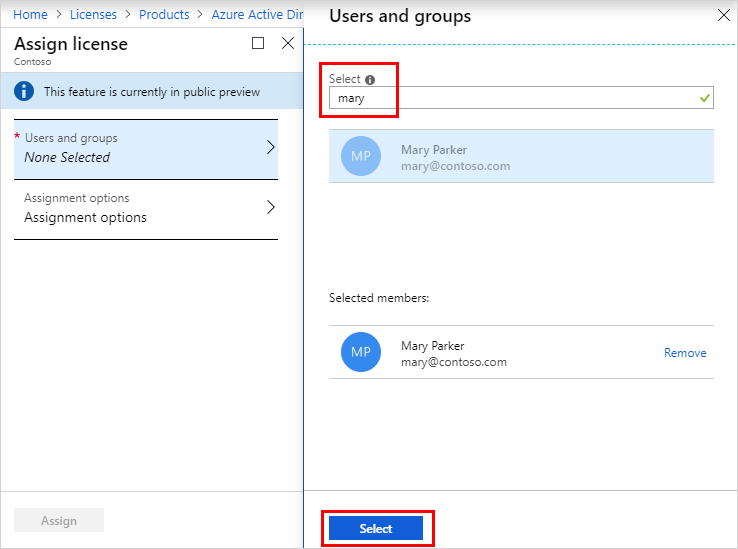 Home > Licenses > Products > Azure Active Dir
Assign license
Contoso
This feature is currently in public preview
* Users and groups
None Selected
Assignment options
Assignment options
Assign
Users and groups
Select
mary
MP
Mary Parker
mary@contoso.com
Selected members:
MP
Mary Parker
mary@contoso.com
Remove
Select